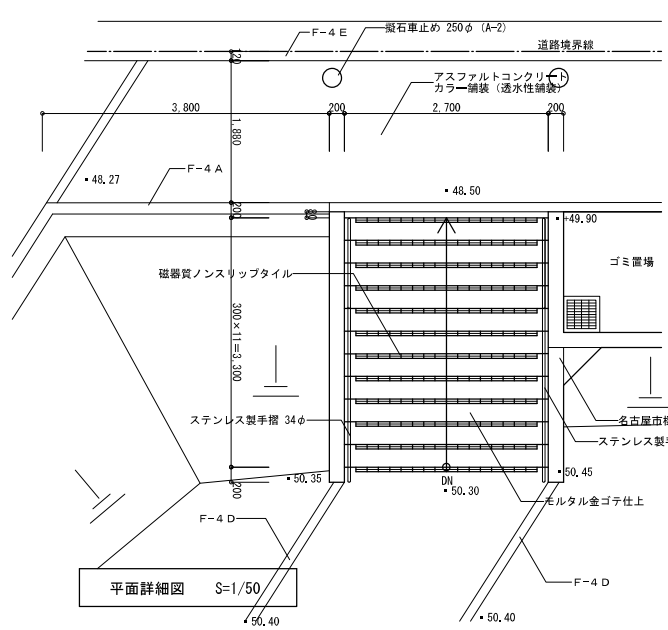 F-4E
擬石車止め 250φ (A-2)
道路境界線
120
アスファルトコンクリート
カラー舗装（透水性舗装）
3,800
200
2,700
200
1,880
48.27
F-4A
48.50
200
+49.90
磁器質ノンスリップタイル
ゴミ置場
300×11=3,300
ステンレス製手摺 34φ
名古屋市
ステンレス製
50.35
DN
50.30
50.45
200
モルタル金ゴテ仕上
F-4D
F-4D
平面詳細図 S=1/50
50.40
50.40